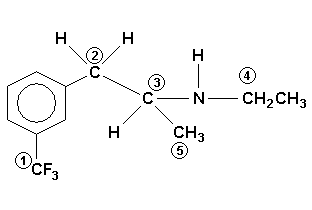 H H
②
H
③
④
C
C
N
CH₂CH₃
H
CH₃
①
⑤
CF₃